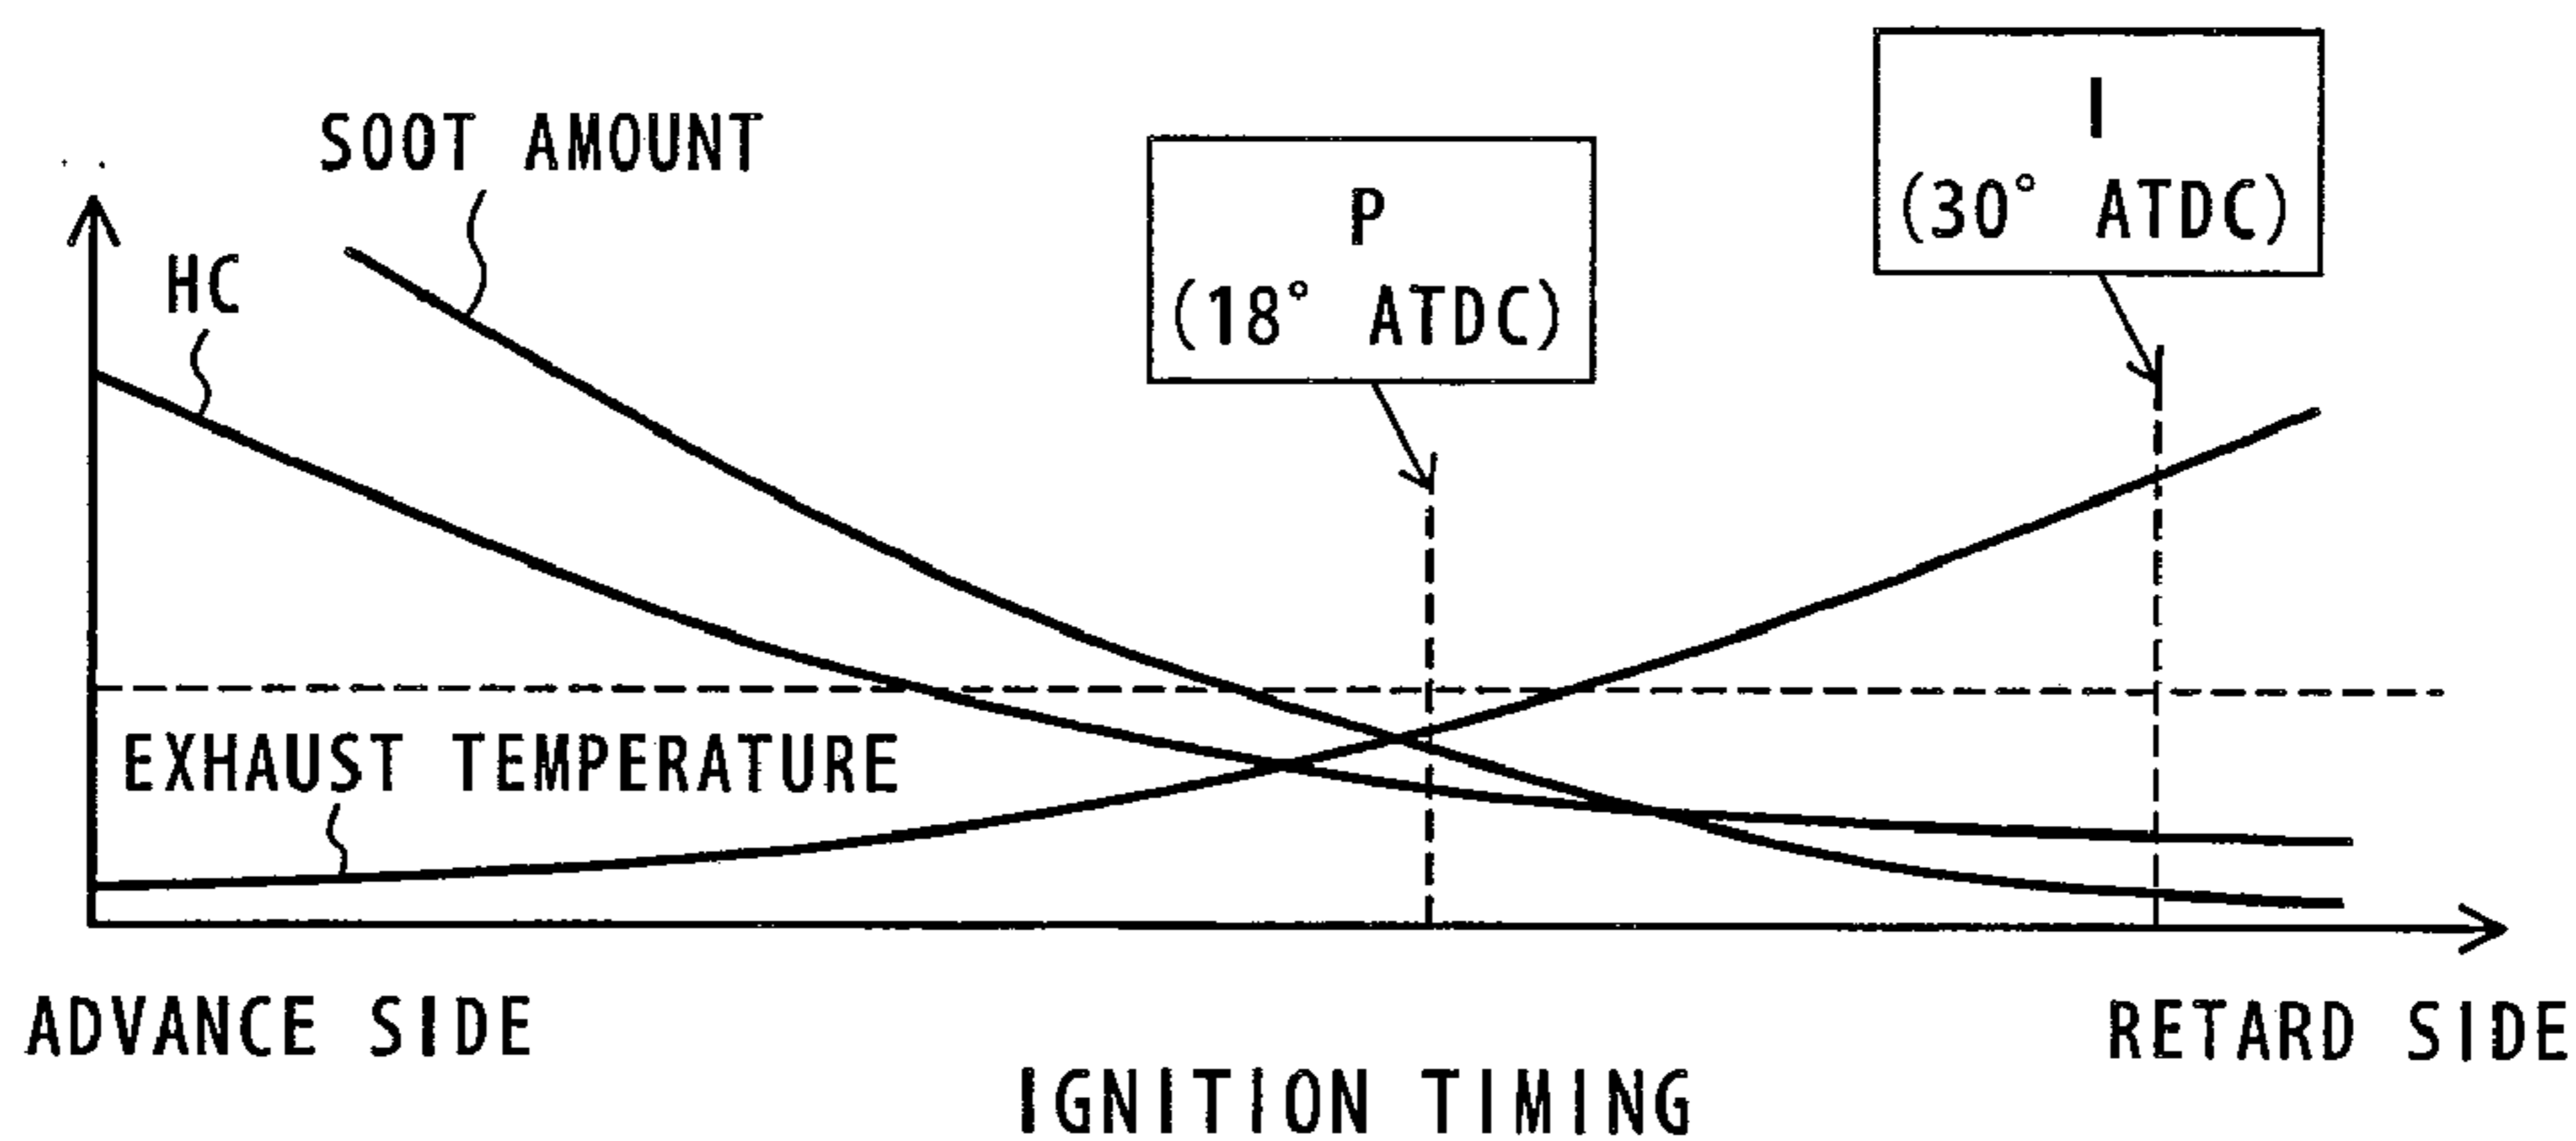 SOOT AMOUNT
HC
P
(18° ATDC)
I
(30° ATDC)
EXHAUST TEMPERATURE
ADVANCE SIDE
RETARD SIDE
IGNITION TIMING